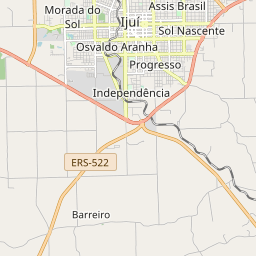 Morada do
Sol
Ijuí
Assis Brasil
Sol Nascente
Osvaldo Aranha
Progresso
Independência
ERS-522
Barreiro